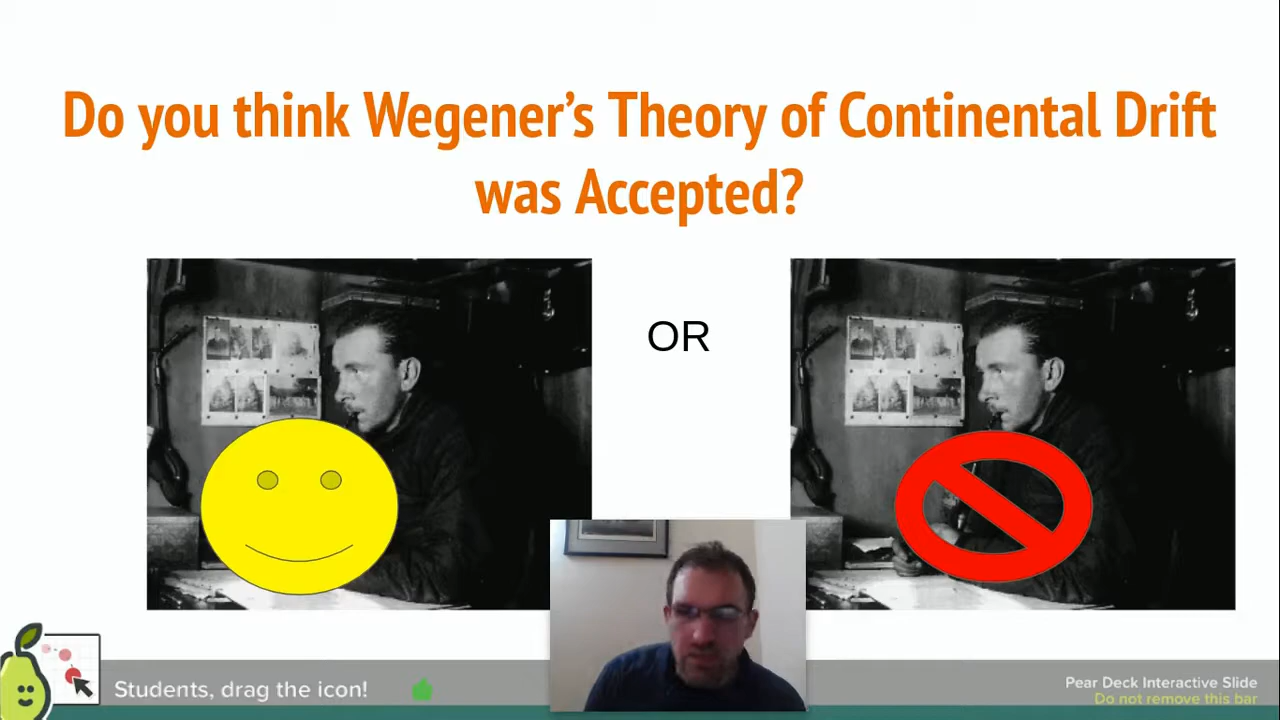 Do you think Wegener’s Theory of Continental Drift
was Accepted?
OR
Students, drag the icon!
Pear Deck Interactive Slide
Do not remove this bar